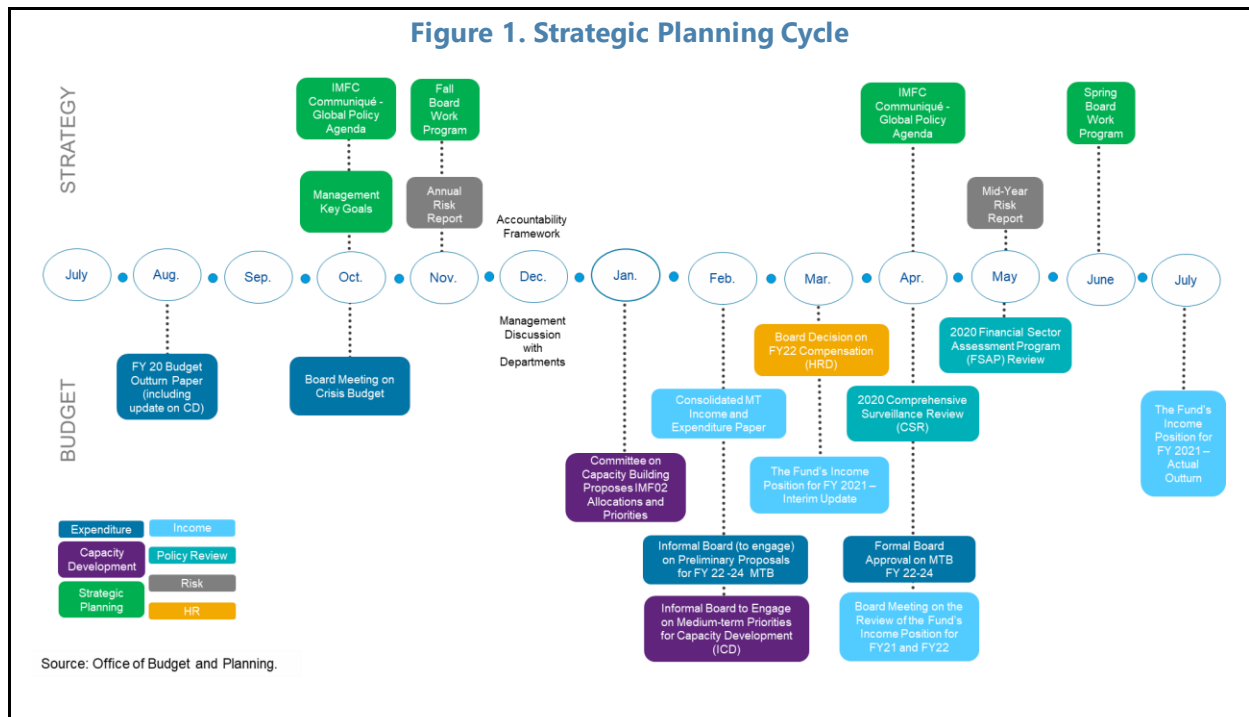 Figure 1. Strategic Planning Cycle
STRATEGY
IMFC
Communiqué -
Global Policy
Agenda
Fall
Board
Work
Program
IMFC
Communiqué -
Global Policy
Agenda
Spring
Board
Work
Program
Management
Key Goals
Annual
Risk
Report
Mid-Year
Risk
Report
Accountability
Framework
July
Aug.
Sep.
Oct.
Nov.
Dec.
Jan.
Feb.
Mar.
Apr.
May
June
July
BUDGET
FY 20 Budget
Outturn Paper
(including
update on CD)
Board Meeting on
Crisis Budget
Management
Discussion
with
Departments
Committee on
Capacity Building
Proposes IMF02
Allocations and
Priorities
Consolidated MT
Income and
Expenditure Paper
Informal Board (to engage)
on Preliminary Proposals
for FY 22 -24 MTB
Informal Board to Engage
on Medium-term Priorities
for Capacity Development
(ICD)
Board Decision on
FY22 Compensation
(HRD)
The Fund's Income
Position for FY 2021 –
Interim Update
2020 Comprehensive
Surveillance Review
(CSR)
Formal Board
Approval on MTB
FY 22-24
Board Meeting on the
Review of the Fund's
Income Position for
FY21 and FY22
2020 Financial Sector
Assessment Program
(FSAP) Review
The Fund's
Income
Position for
FY 2021 –
Actual
Outturn
Expenditure
Income
Capacity
Development
Policy Review
Strategic
Planning
Risk
HR
Source: Office of Budget and Planning.